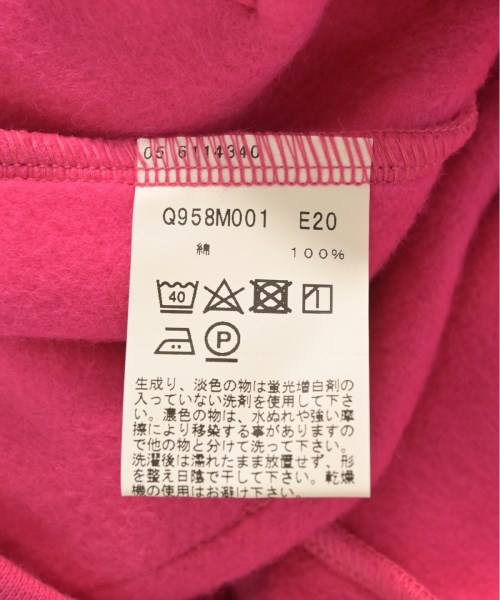 05 6114340
Q958M001 E20
綿 100%
40
P
生成り、淡色の物は蛍光増白剤の
入っていない洗剤を使用して下さ
い。濃色の物は、水ぬれや強い摩
擦により移染する事がありますの
で他の物と分けて洗って下さい。
洗濯後は濡れたまま放置せず、形
を整え日陰で干して下さい。乾燥
機の使用はお避け下さい。